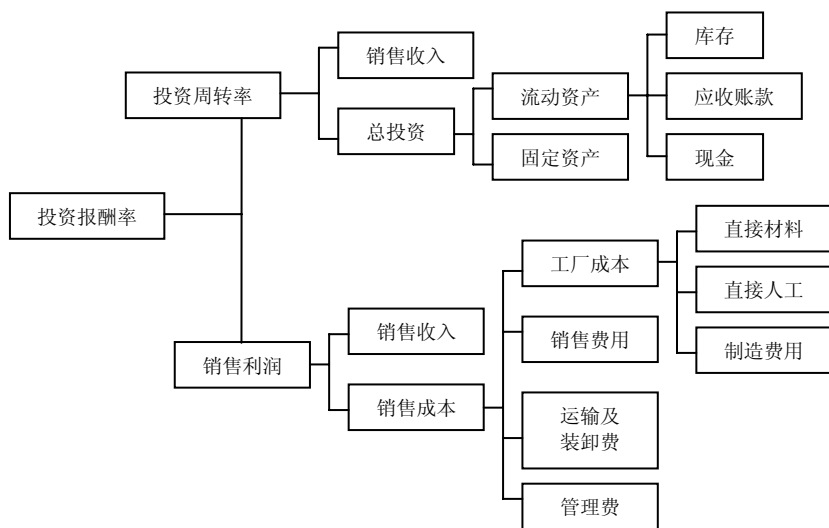 库存
销售收入
投资周转率
流动资产
应收账款
总投资
固定资产
现金
投资报酬率
直接材料
工厂成本
直接人工
销售收入
销售费用
制造费用
销售利润
销售成本
运输及
装卸费
管理费